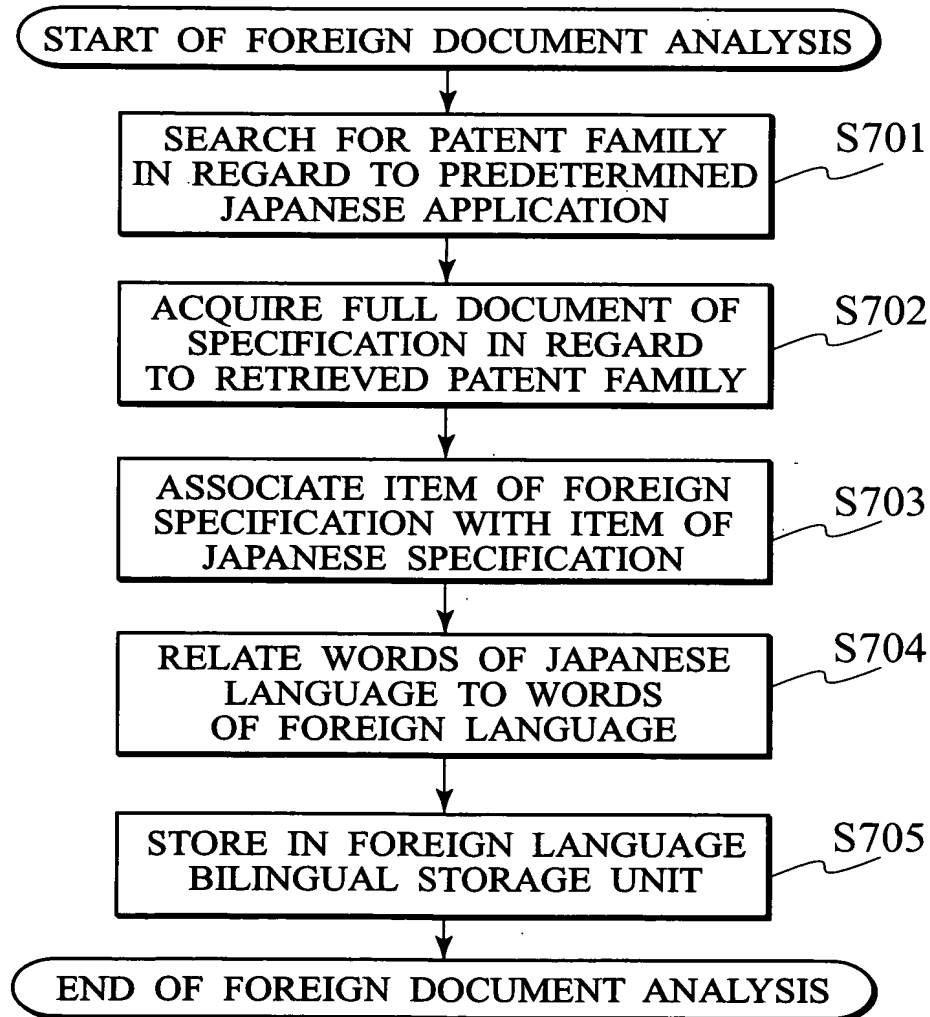 START OF FOREIGN DOCUMENT ANALYSIS
SEARCH FOR PATENT FAMILY
IN REGARD TO PREDETERMINED
JAPANESE APPLICATION
S701
ACQUIRE FULL DOCUMENT OF
SPECIFICATION IN REGARD
TO RETRIEVED PATENT FAMILY
S702
ASSOCIATE ITEM OF FOREIGN
SPECIFICATION WITH ITEM OF
JAPANESE SPECIFICATION
S703
RELATE WORDS OF JAPANESE
LANGUAGE TO WORDS
OF FOREIGN LANGUAGE
S704
STORE IN FOREIGN LANGUAGE
BILINGUAL STORAGE UNIT
S705
END OF FOREIGN DOCUMENT ANALYSIS